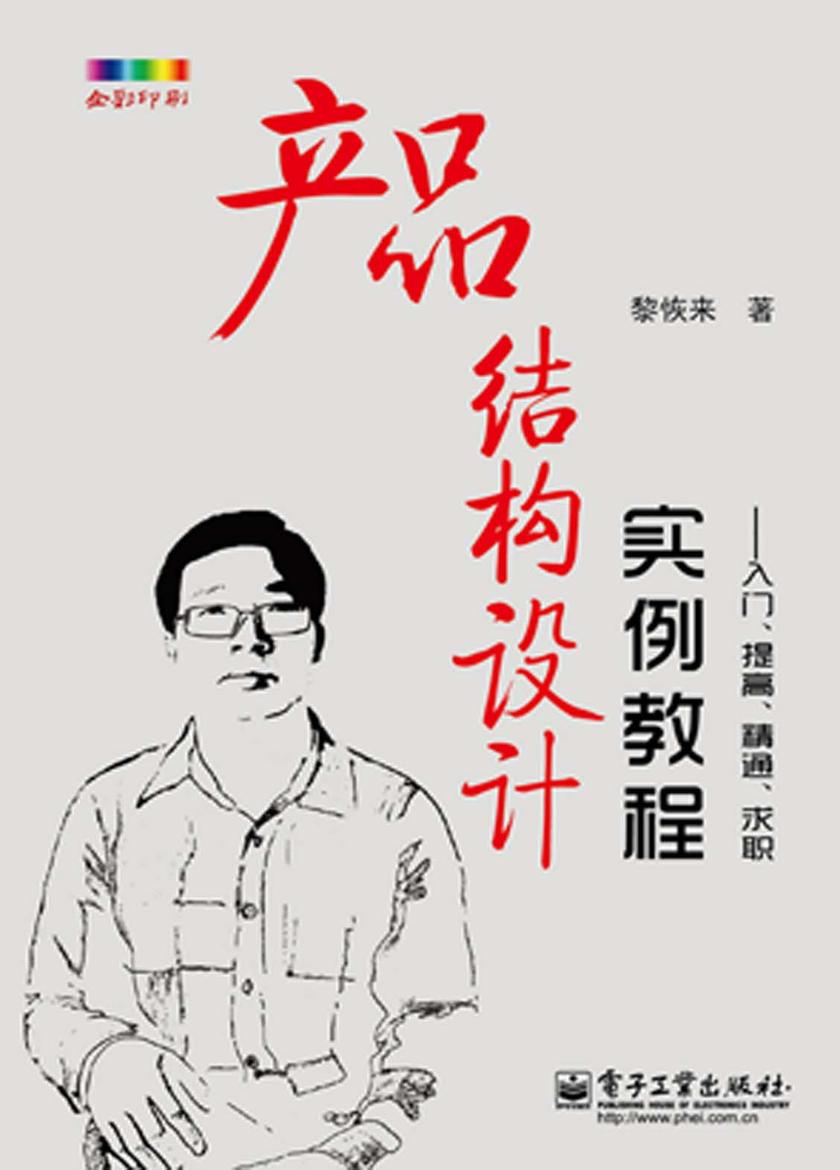 全彩印刷
产品
结构设计
黎恢来 著
实例教程
——入门、提高、精通、求职
電子工業出版社·
PUBLISHING HOUSE OF ELECTRONICS INDUSTRY
http://www.phei.com.cn